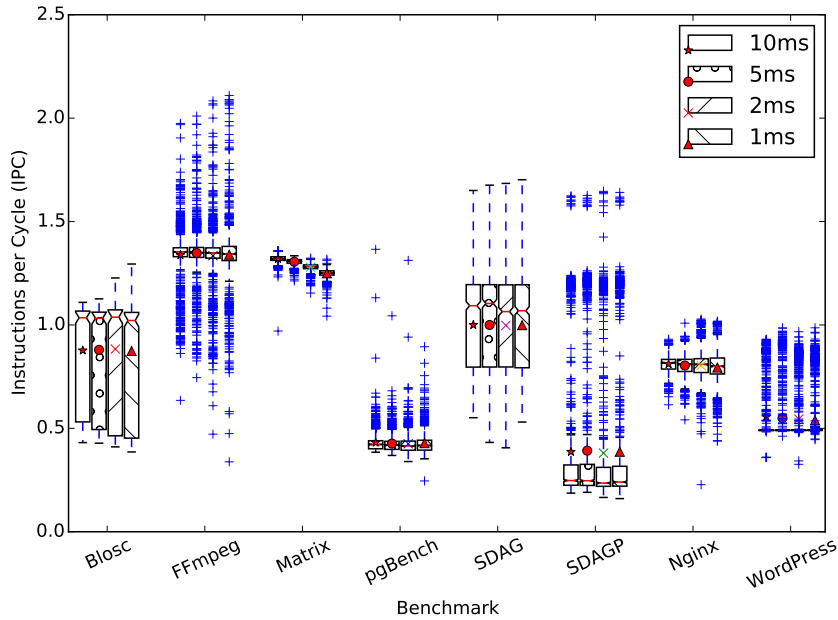 2.5
2.0
1.5
1.0
0.5
0.0
Instructions per Cycle (IPC)
10ms
5ms
2ms
1ms
Blosc
FFmpeg
Matrix
pgBench
SDAG
SDAGP
Nginx
WordPress
Benchmark